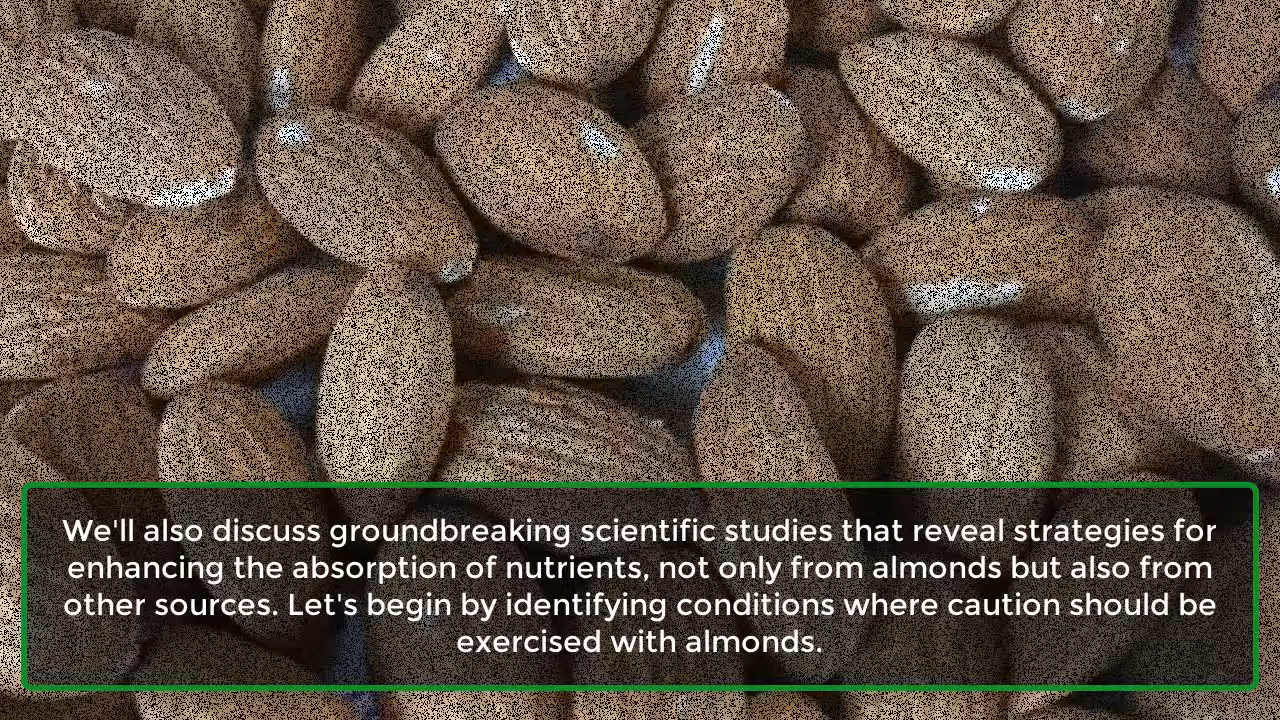 We'll also discuss groundbreaking scientific studies that reveal strategies for
enhancing the absorption of nutrients, not only from almonds but also from
other sources. Let's begin by identifying conditions where caution should be
exercised with almonds.